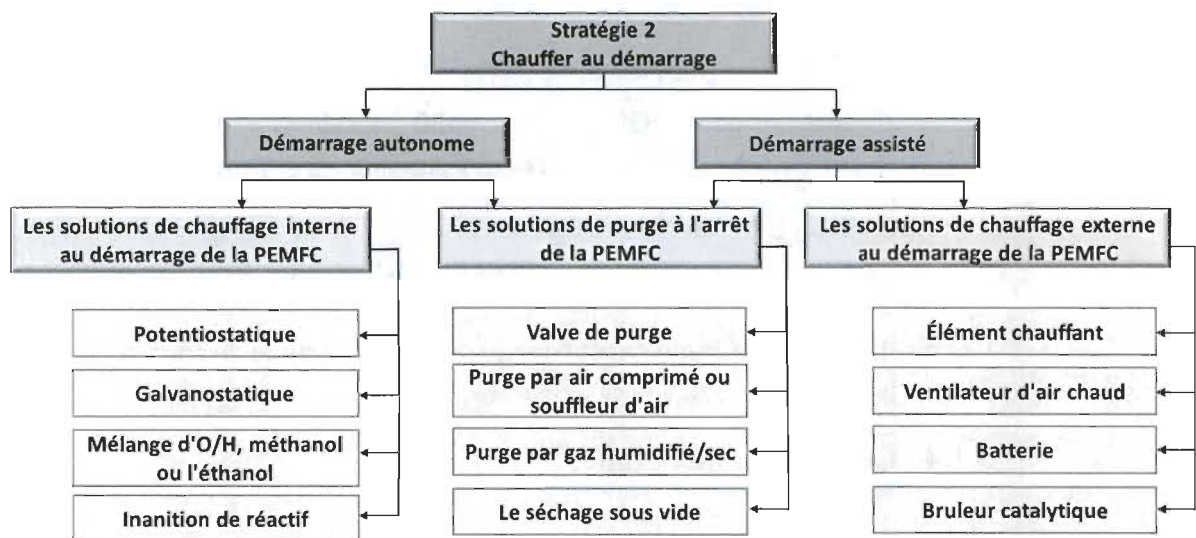 Stratégie 2
Chauffer au démarrage
Démarrage autonome
Démarrage assisté
Les solutions de chauffage interne
au démarrage de la PEMFC
Les solutions de purge à l'arrêt
de la PEMFC
Les solutions de chauffage externe
au démarrage de la PEMFC
Potentiostatique
Galvanostatique
Mélange d'O/H, méthanol
ou l'éthanol
Inanition de réactif
Valve de purge
Purge par air comprimé ou
souffleur d'air
Purge par gaz humidifié/sec
Le séchage sous vide
Élément chauffant
Ventilateur d'air chaud
Batterie
Bruleur catalytique